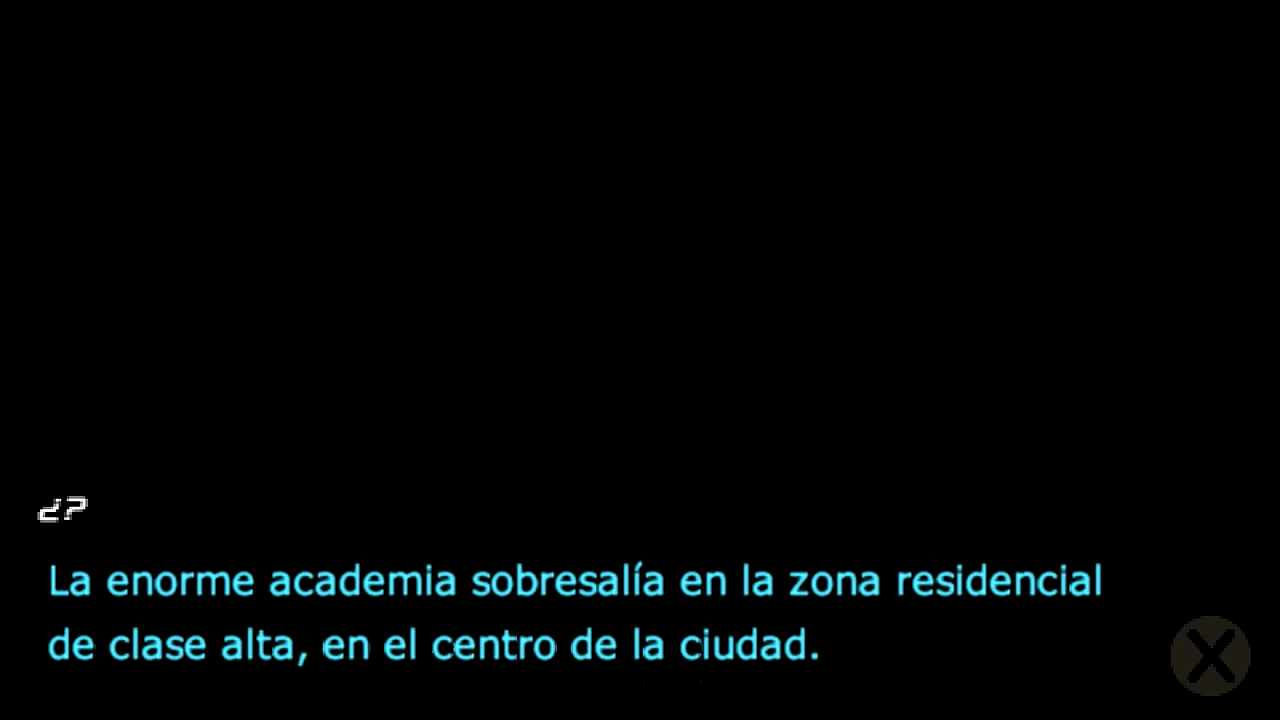 ¿?
La enorme academia sobresalía en la zona residencial
de clase alta, en el centro de la ciudad.